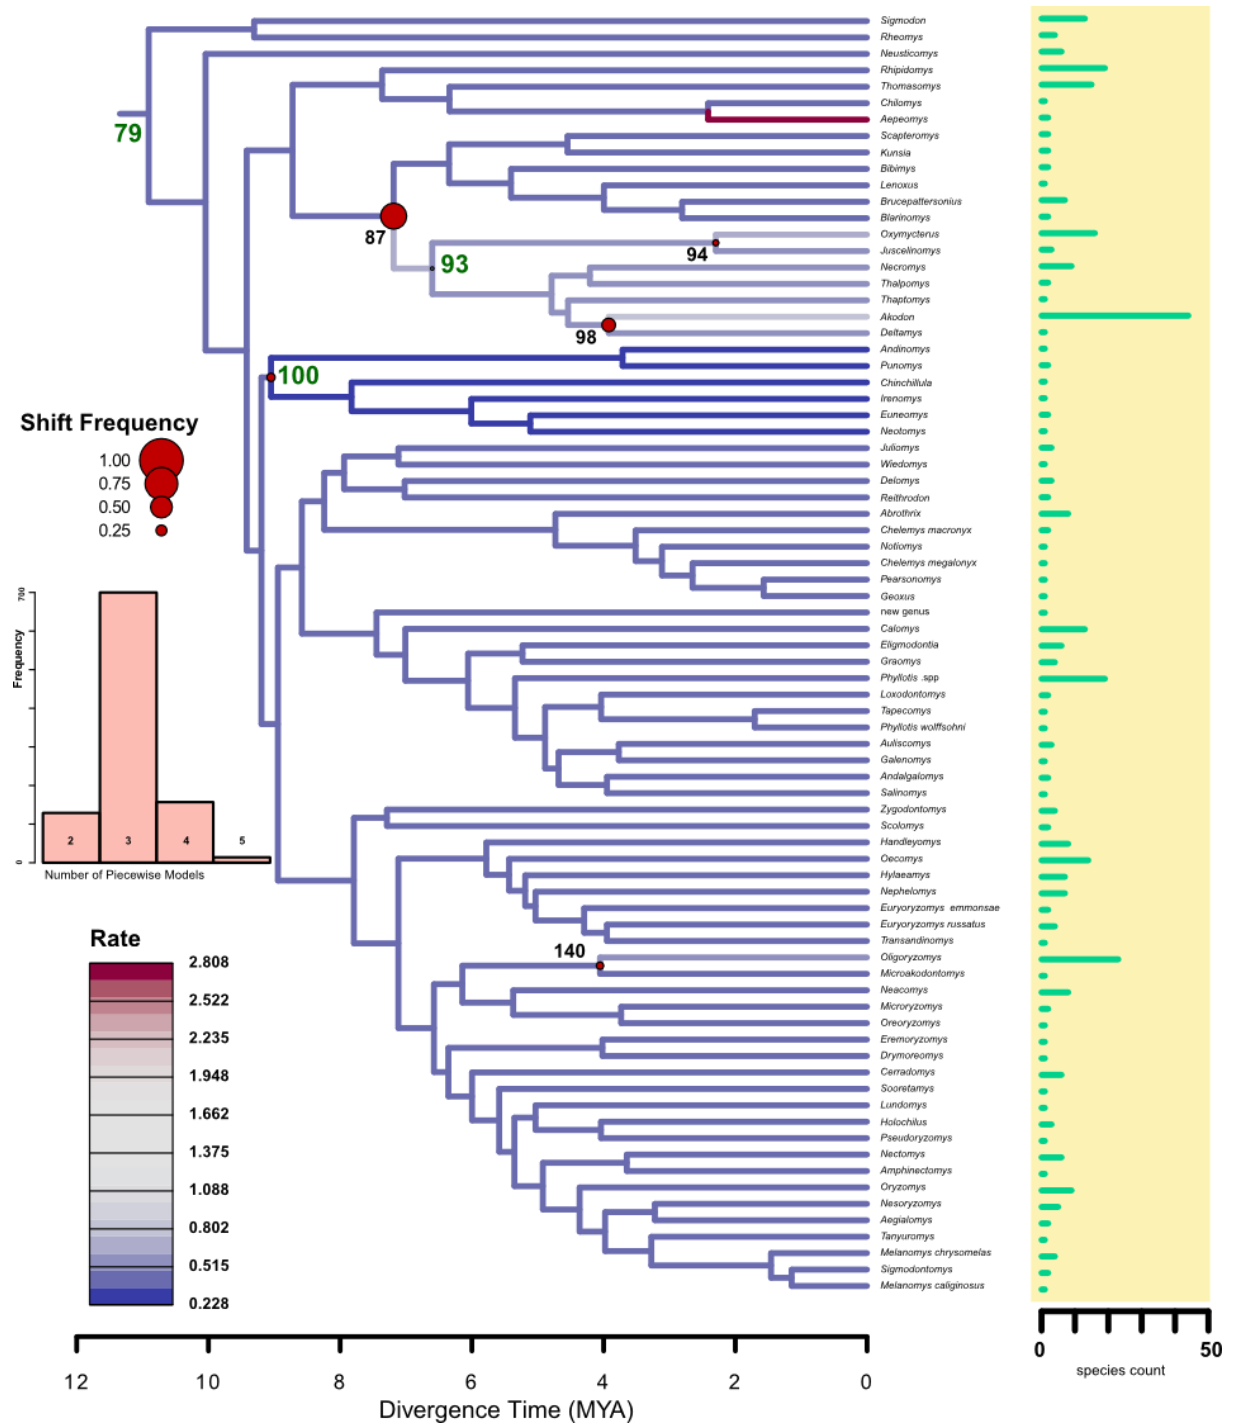 Sigmodon
Rheomys
Neusticomys
Rhipidomys
Thomasomys
Chilomys
Aepeomys
79
Scapteromys
Kunsia
Bibimys
Lenoxus
Brucepattersonius
Blarinomys
87
Oxymycterus
94
Juscelinomys
93
Necromys
Thalpomys
Thaptomys
Akodon
98
Deltamys
Andinomys
Punomys
100
Chinchillula
Irenomys
Euneomys
Neotomys
Shift Frequency
1.00
0.75
0.50
0.25
Juliomys
Wiedomys
Delomys
Reithrodon
Abrothrix
Chelemys macronyx
Notiomys
Chelemys megalonyx
Pearsonomys
Geoxus
new genus
Calomys
Eligmodontia
Graomys
Phyllotis .spp
Loxodontomys
Tapecomys
Phyllotis wolffsohni
Auliscomys
Galenomys
Andalgalomys
Salinomys
Zygodontomys
Scolomys
700
Frequency
0
2
3
4
5
Number of Piecewise Models
Handleyomys
Oecomys
Hylaeamys
Nephelomys
Euryoryzomys emmonsae
Euryoryzomys russatus
Transandinomys
140
Oligoryzomys
Microakodontomys
Neacomys
Microryzomys
Oreoryzomys
Eremoryzomys
Drymoreomys
Cerradomys
Sooretamys
Lundomys
Holochilus
Pseudoryzomys
Nectomys
Amphinectomys
Oryzomys
Nesoryzomys
Aegialomys
Tanyuromys
Melanomys chrysomelas
Sigmodontomys
Melanomys caliginosus
Rate
2.808
2.522
2.235
1.948
1.662
1.375
1.088
0.802
0.515
0.228
12
10
8
6
4
2
0
Divergence Time (MYA)
0
50
species count